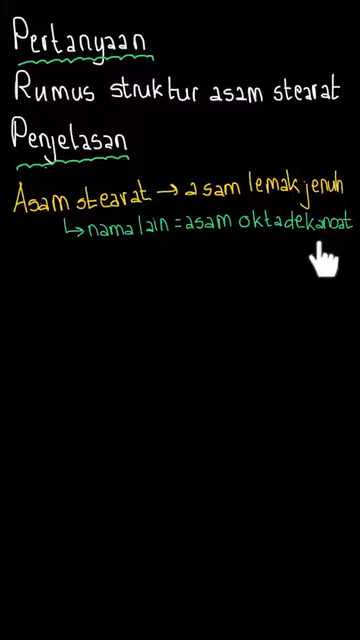 Pertanyaan
Rumus struktur asam stearat
Penjelasan
Asam stearat → asam lemak jenuh
↳ nama lain = asam oktadekanoat